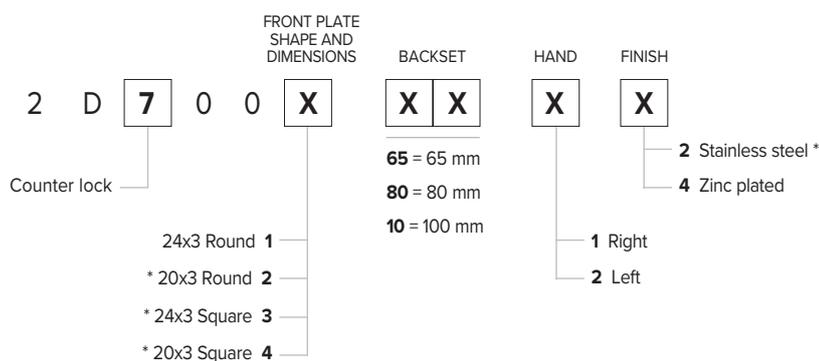 FRONT PLATE
SHAPE AND
DIMENSIONS
BACKSET
HAND
FINISH
2 D 7 0 0 X X X X X
65 = 65 mm
80 = 80 mm
10 = 100 mm
2 Stainless steel *
4 Zinc plated
Counter lock
24x3 Round 1
* 20x3 Round 2
* 24x3 Square 3
* 20x3 Square 4
1 Right
2 Left